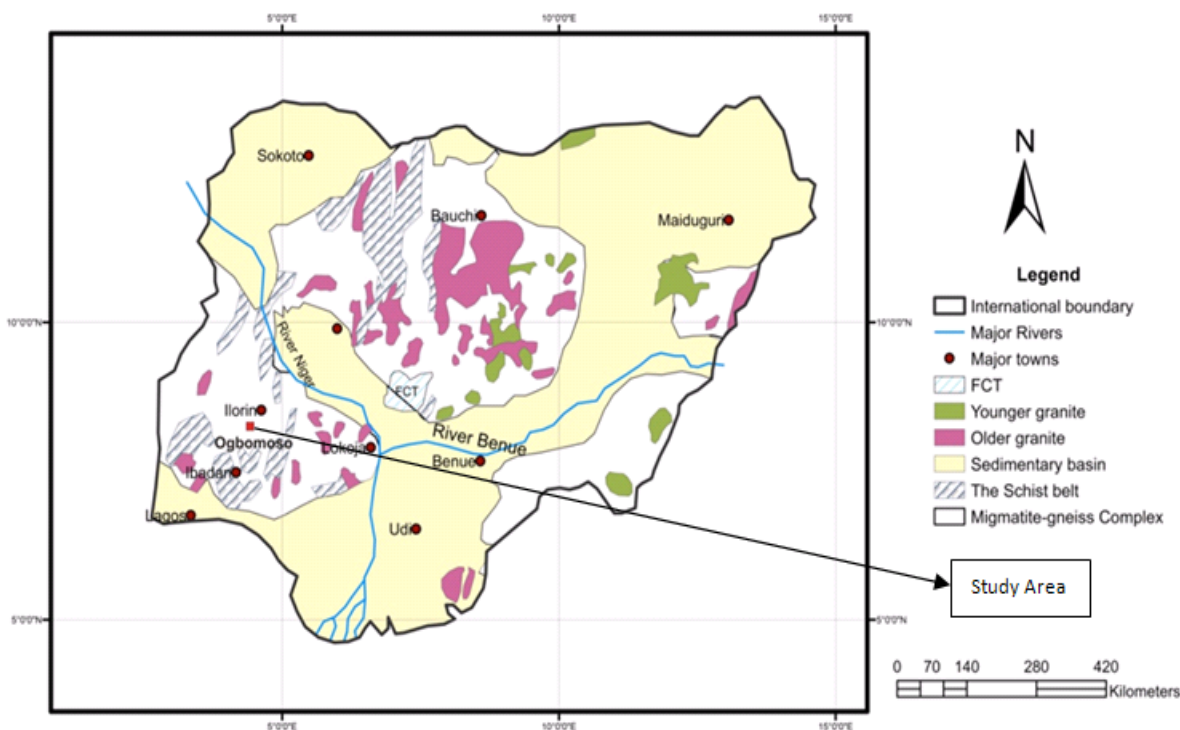 5°0'0"E 10°0'0"E 15°0'0"E
Sokoto
Bauchi
Maiduguri
10°0'0"N 10°0'0"N
River Niger
FCT
Ilorin
Ogbomoso
Lokoja
River Benue
Benue
Ibadan
Lagos
Udi
5°0'0"N 5°0'0"N
5°0'0"E 10°0'0"E 15°0'0"E
N
Legend
International boundary
Major Rivers
Major towns
FCT
Younger granite
Older granite
Sedimentary basin
The Schist belt
Migmatite-gneiss Complex
Study Area
0 70 140 280 420
Kilometers